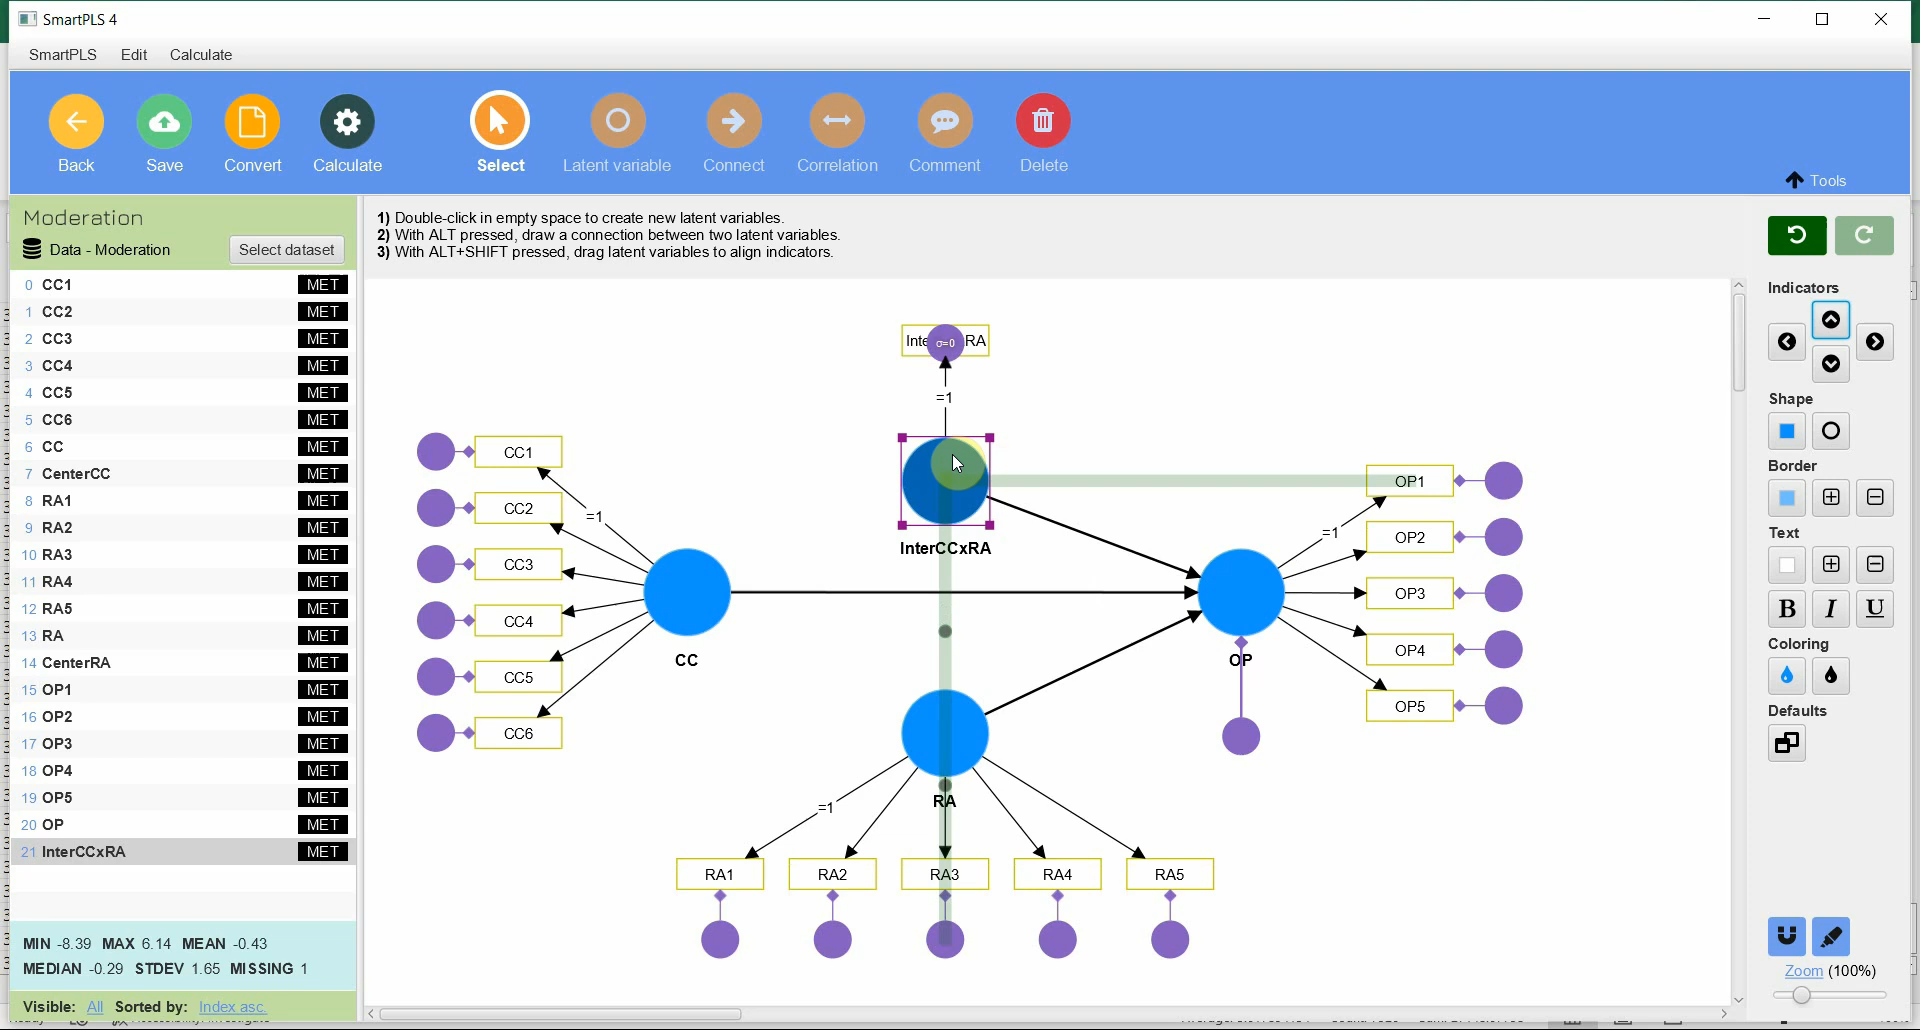 SmartPLS 4
SmartPLS Edit Calculate
Back Save Convert Calculate Select Latent variable Connect Correlation Comment Delete
Tools
Moderation
Data - Moderation Select dataset
1) Double-click in empty space to create new latent variables.
2) With ALT pressed, draw a connection between two latent variables.
3) With ALT+SHIFT pressed, drag latent variables to align indicators.
0 CC1 MET
1 CC2 MET
2 CC3 MET
3 CC4 MET
4 CC5 MET
5 CC6 MET
6 CC MET
7 CenterCC MET
8 RA1 MET
9 RA2 MET
10 RA3 MET
11 RA4 MET
12 RA5 MET
13 RA MET
14 CenterRA MET
15 OP1 MET
16 OP2 MET
17 OP3 MET
18 OP4 MET
19 OP5 MET
20 OP MET
21 InterCCxRA MET
MIN -8.39 MAX 6.14 MEAN -0.43
MEDIAN -0.29 STDEV 1.65 MISSING 1
Visible: All Sorted by: Index asc.
Inte σ=0 RA
=1
CC1
CC2
CC3
CC4
CC5
CC6
=1
CC
InterCCxRA
OP
=1
OP1
OP2
OP3
OP4
OP5
RA
=1
RA1 RA2 RA3 RA4 RA5
Indicators
Shape
Border
Text
B I U
Coloring
Defaults
Zoom (100%)